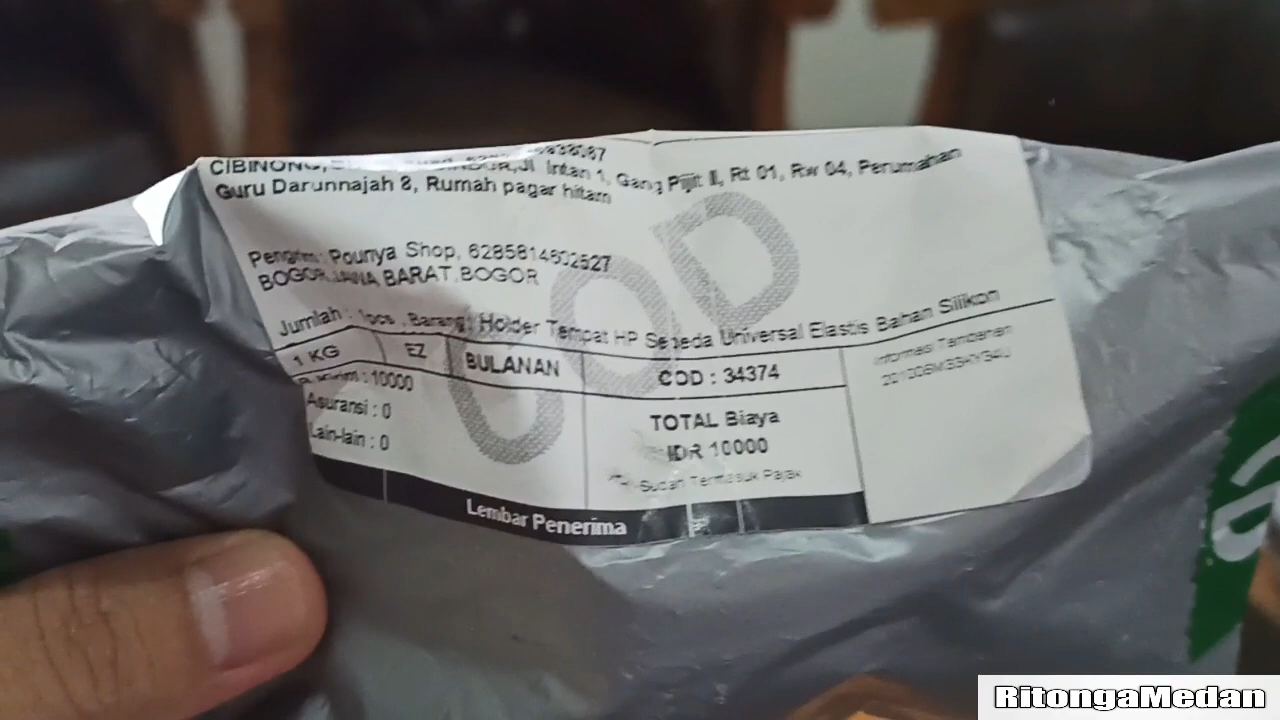 Intan 1, Gang Pijit II, Rt 01, Rw 04, Perumahan
Guru Darunnajah 8, Rumah pagar hitam
Pengirim: Pounya Shop, 6285814602527
BOGOR,JAWA BARAT,BOGOR
Jumlah : 1pcs , Barang: Holder Tempat HP Sepeda Universal Elastis Bahan Silikon
1 KG EZ BULANAN COD : 34374 Informasi Tambahan
10000
Asuransi : 0 TOTAL Biaya
Lain-lain : 0 IDR 10000
Sudah Termasuk Pajak
COD
Lembar Penerima
RitongaMedan